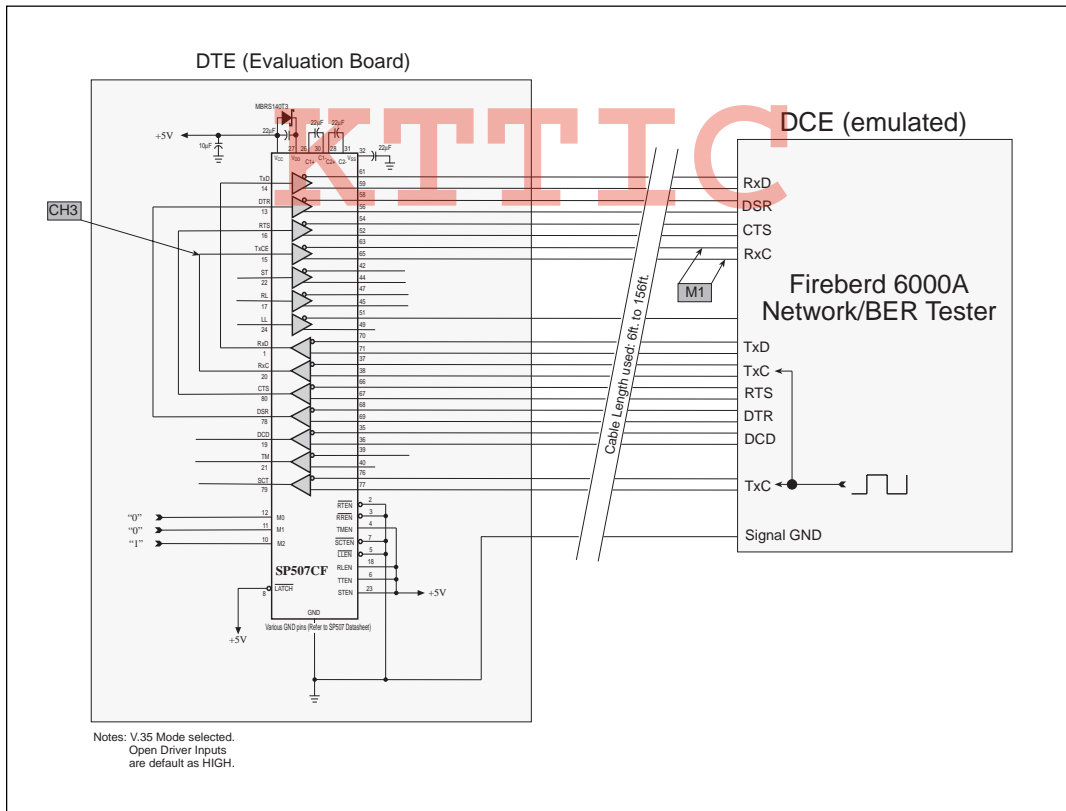 DTE (Evaluation Board)
KTTIC
DCE (emulated)
MBRS140T3
+5V
22µF
22µF
22µF
10µF
22µF
27
26
30
28
31
32
VCC
VDD
C1+
C1-
C2+
C2-
VSS
CH3
TxD
14
61
59
RxD
DTR
13
58
56
DSR
RTS
16
54
52
CTS
TxCE
15
63
65
RxC
M1
ST
22
42
44
RL
17
47
45
LL
24
51
49
Fireberd 6000A
Network/BER Tester
Cable Length used: 6ft. to 156ft.
RxD
1
70
71
TxD
RxC
20
37
38
TxC
CTS
80
66
67
RTS
DSR
78
68
69
DTR
DCD
19
35
36
DCD
TM
21
39
40
SCT
79
76
77
TxC
"0"
12
M0
"0"
11
M1
"1"
10
M2
RTEN
2
RREN
3
TMEN
4
SCTEN
7
LLEN
5
RLEN
18
TTEN
6
STEN
23
+5V
SP507CF
LATCH
8
+5V
GND
Various GND pins (Refer to SP507 Datasheet)
Signal GND
Notes: V.35 Mode selected.
Open Driver Inputs
are default as HIGH.